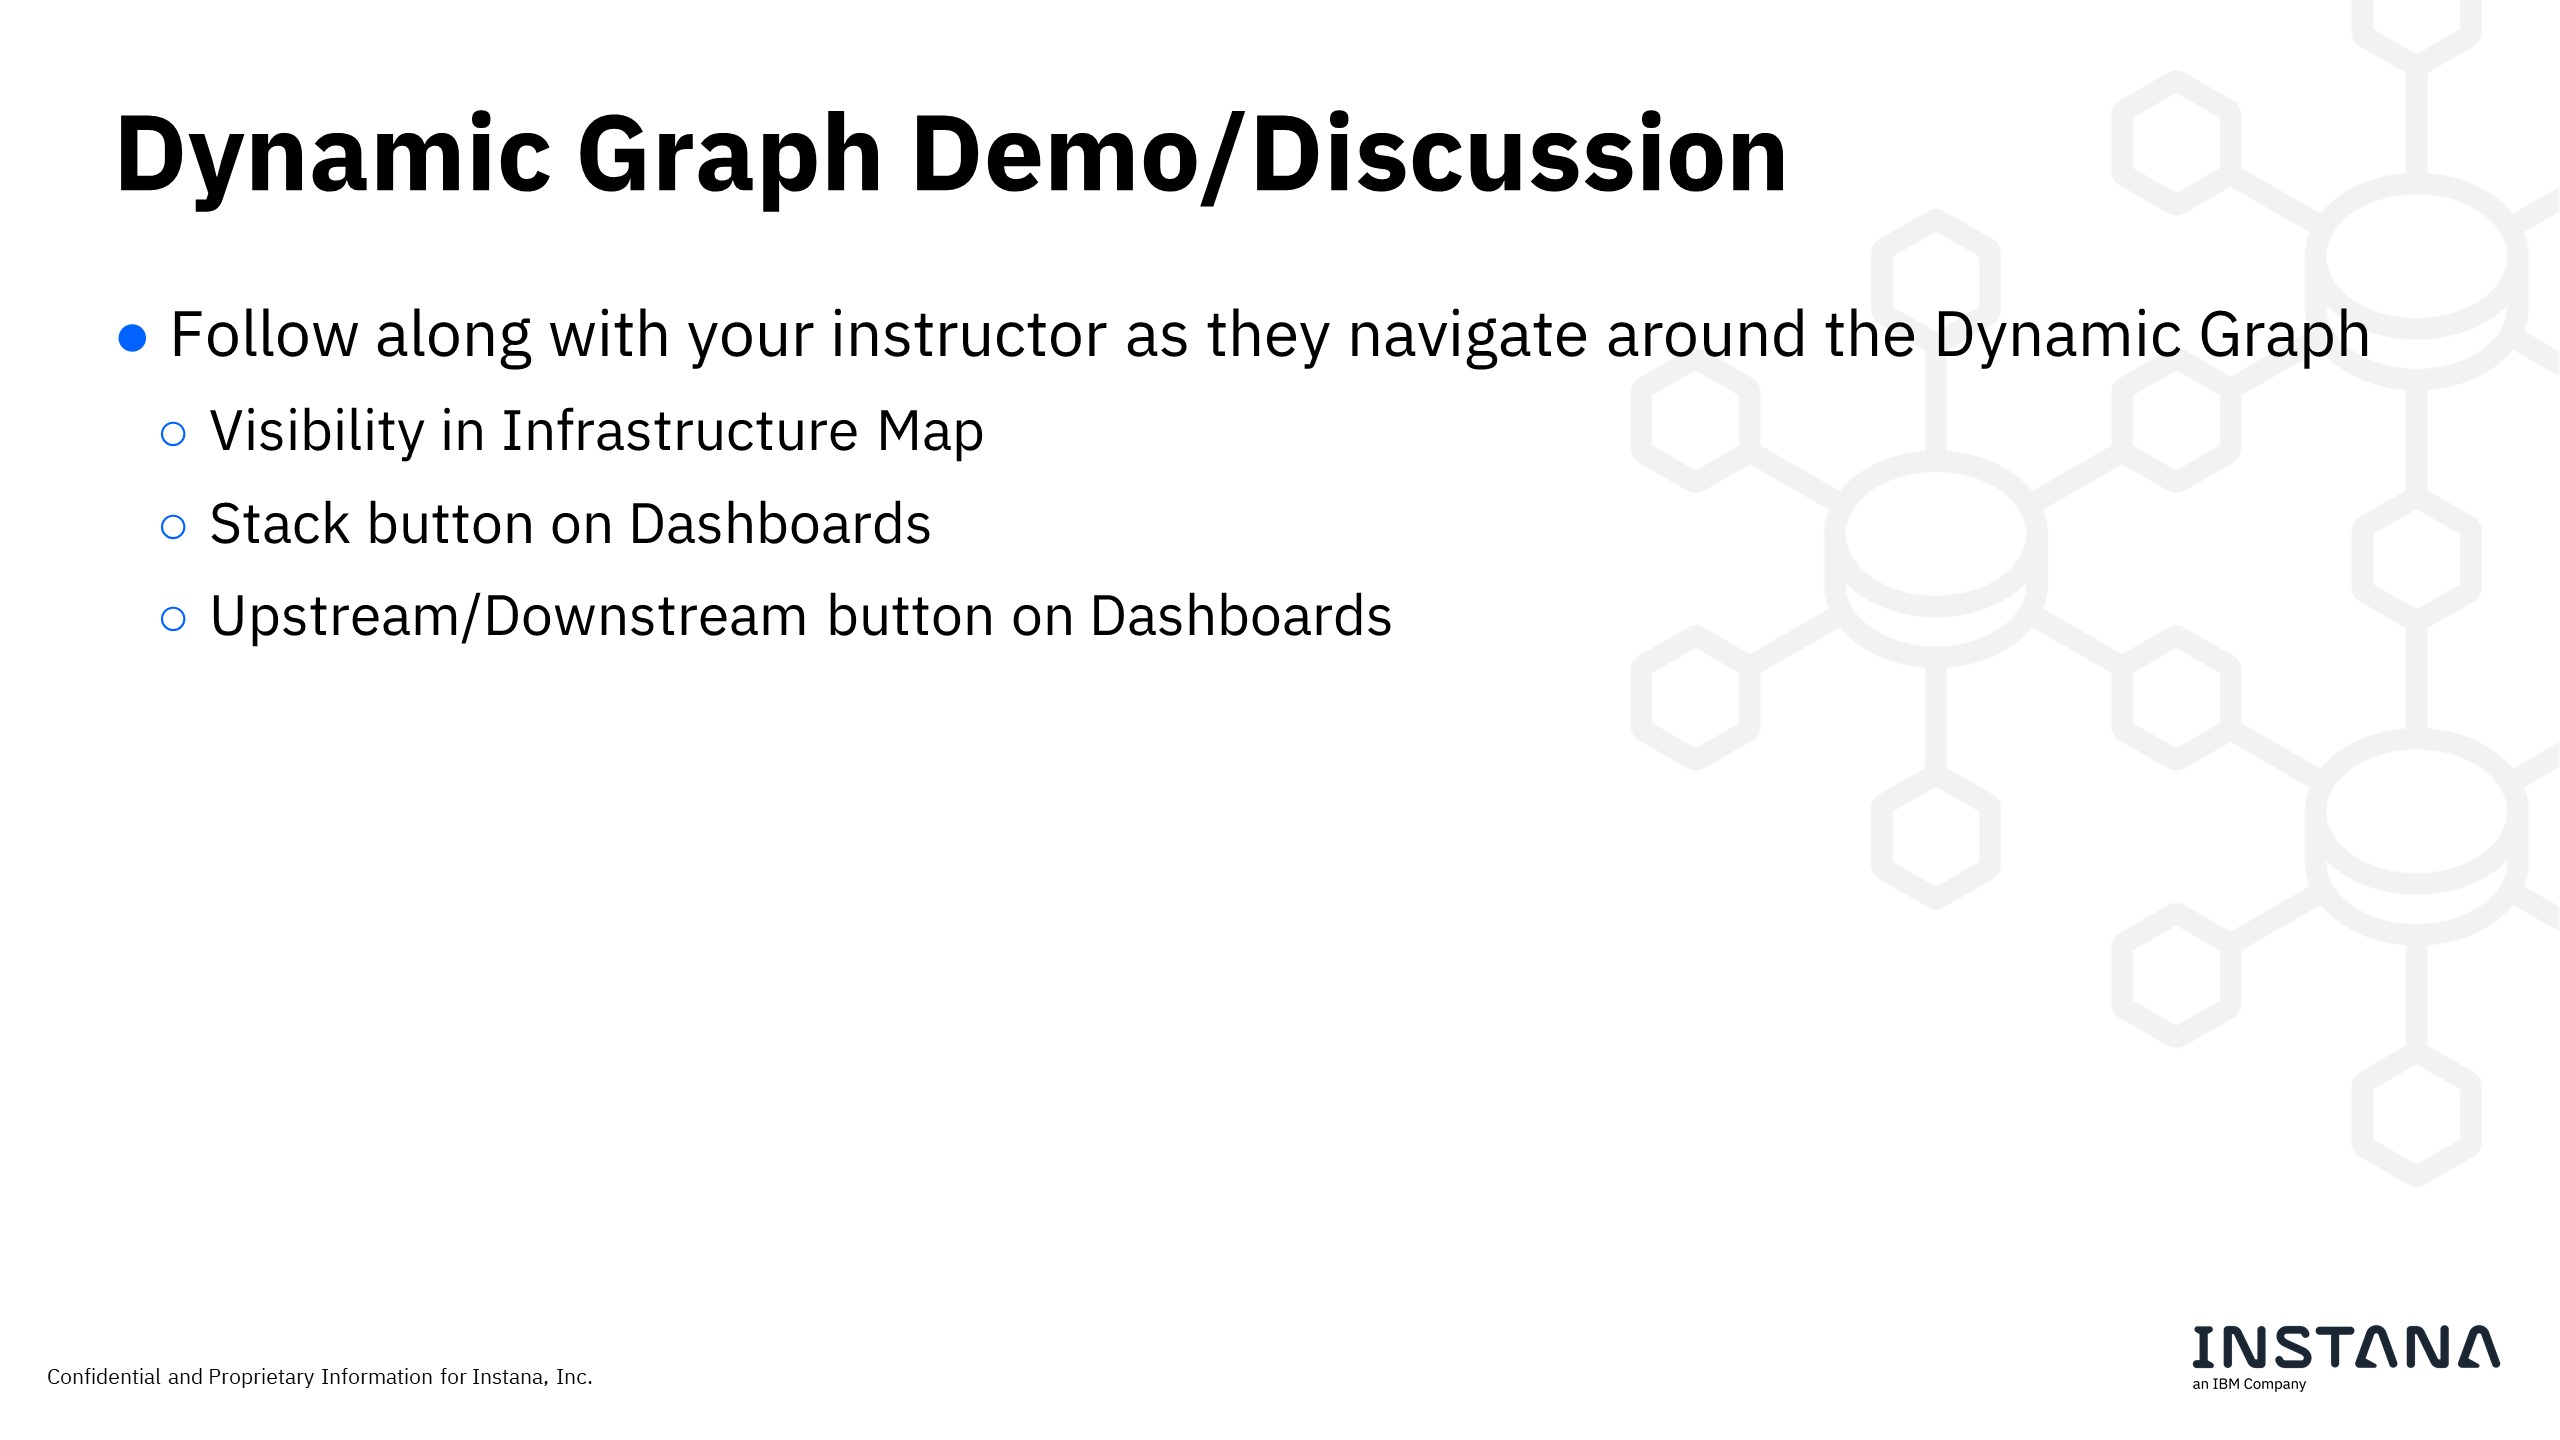 Dynamic Graph Demo/Discussion
● Follow along with your instructor as they navigate around the Dynamic Graph
○ Visibility in Infrastructure Map
○ Stack button on Dashboards
○ Upstream/Downstream button on Dashboards
Confidential and Proprietary Information for Instana, Inc.
INSTANA
an IBM Company